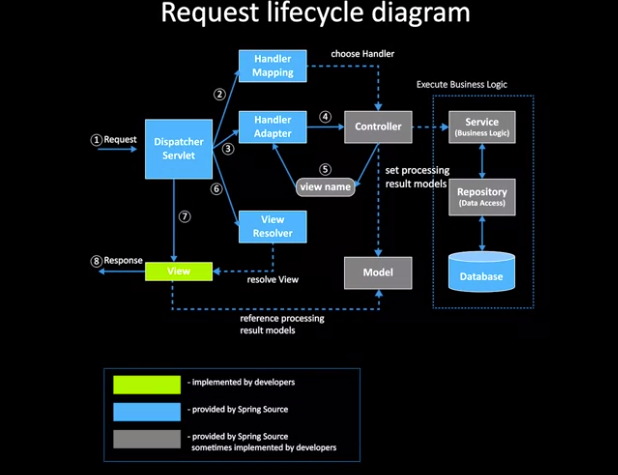 Request lifecycle diagram
Handler
Mapping
choose Handler
Execute Business Logic
②
① Request
Dispatcher
Servlet
③
Handler
Adapter
④
Controller
Service
(Business Logic)
⑤
view name
set processing
result models
Repository
(Data Access)
⑥
⑦
View
Resolver
⑧ Response
View
resolve View
Model
Database
reference processing
result models
- implemented by developers
- provided by Spring Source
- provided by Spring Source
sometimes implemented by developers